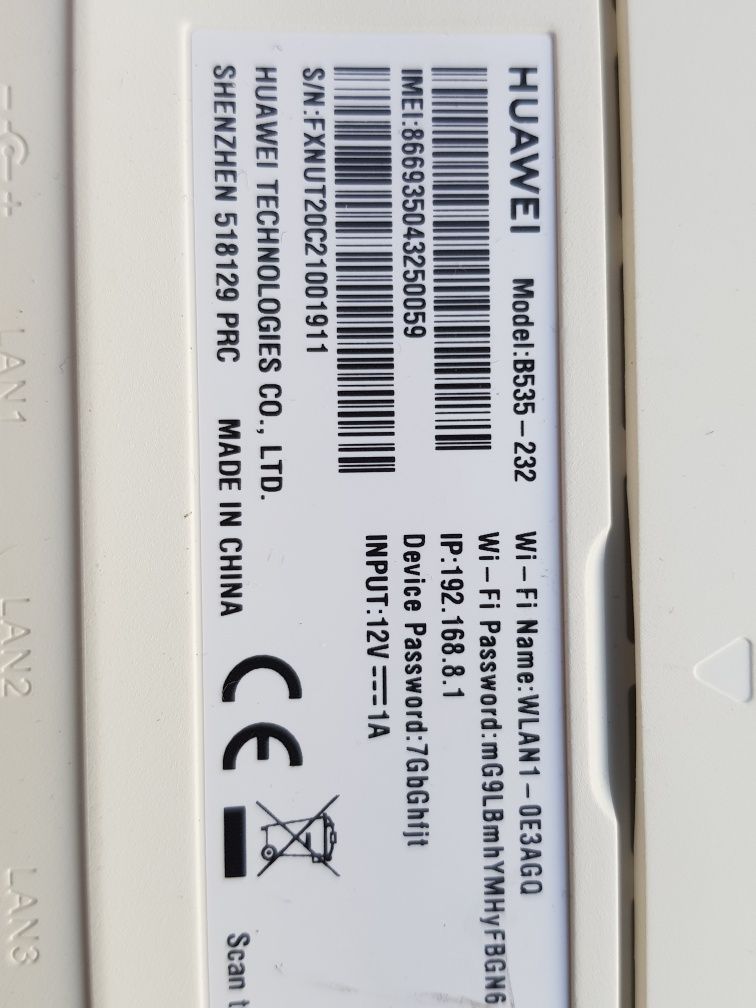 HUAWEI Model:B535-232
IMEI:866935043250059
S/N:FXNUT20C21001911
HUAWEI TECHNOLOGIES CO., LTD.
SHENZHEN 518129 PRC MADE IN CHINA
Wi-Fi Name:WLAN1-0E3AGQ
Wi-Fi Password:mG9LBmhYMHyFBGN6
IP:192.168.8.1
Device Password:7GbGhfjt
INPUT:12V⎓1A
CE
Scan t
LAN1
LAN2
LAN3